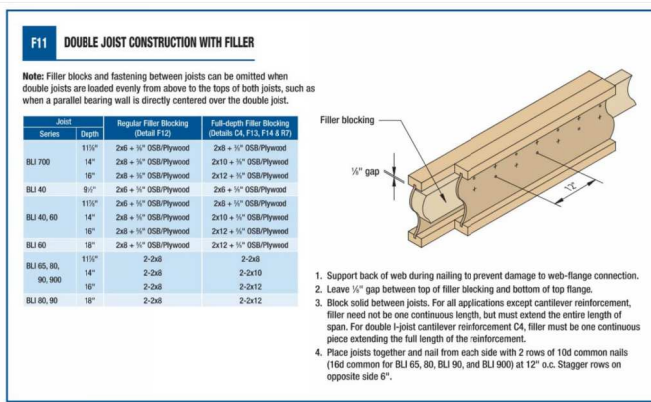 F11 DOUBLE JOIST CONSTRUCTION WITH FILLER
Note: Filler blocks and fastening between joists can be omitted when
double joists are loaded evenly from above to the tops of both joists, such as
when a parallel bearing wall is directly centered over the double joist.
Joist Regular Filler Blocking Full-depth Filler Blocking
Series Depth (Detail F12) (Details C4, F13, F14 & R7)
BLI 700 11⅞" 2x6 + ⅝" OSB/Plywood 2x8 + ⅝" OSB/Plywood
14" 2x8 + ⅝" OSB/Plywood 2x10 + ⅝" OSB/Plywood
16" 2x8 + ⅝" OSB/Plywood 2x12 + ⅝" OSB/Plywood
BLI 40 9½" 2x6 + ⅝" OSB/Plywood 2x6 + ⅝" OSB/Plywood
BLI 40, 60 11⅞" 2x6 + ⅝" OSB/Plywood 2x8 + ⅝" OSB/Plywood
14" 2x8 + ⅝" OSB/Plywood 2x10 + ⅝" OSB/Plywood
16" 2x8 + ⅝" OSB/Plywood 2x12 + ⅝" OSB/Plywood
BLI 60 18" 2x8 + ⅝" OSB/Plywood 2x12 + ⅝" OSB/Plywood
BLI 65, 80, 90, 900 11⅞" 2-2x8 2-2x8
14" 2-2x8 2-2x10
16" 2-2x8 2-2x12
BLI 80, 90 18" 2-2x8 2-2x12
Filler blocking
⅛" gap
12"
1. Support back of web during nailing to prevent damage to web-flange connection.
2. Leave ⅛" gap between top of filler blocking and bottom of top flange.
3. Block solid between joists. For all applications except cantilever reinforcement,
filler need not be one continuous length, but must extend the entire length of
span. For double I-joist cantilever reinforcement C4, filler must be one continuous
piece extending the full length of the reinforcement.
4. Place joists together and nail from each side with 2 rows of 10d common nails
(16d common for BLI 65, 80, BLI 90, and BLI 900) at 12" o.c. Stagger rows on
opposite side 6".